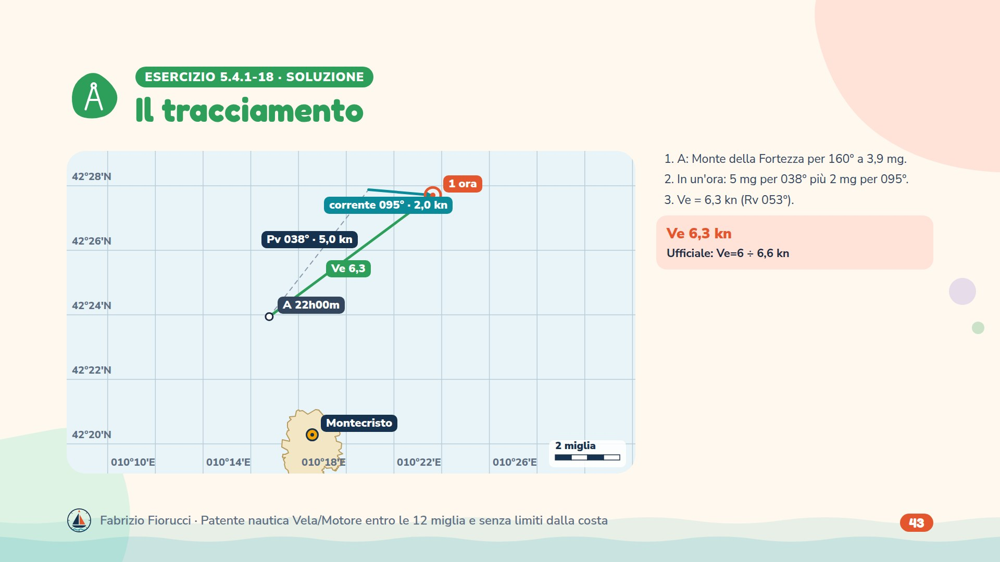 ESERCIZIO 5.4.1-18 · SOLUZIONE
Il tracciamento
42°28'N
42°26'N
42°24'N
42°22'N
42°20'N
010°10'E
010°14'E
010°18'E
010°22'E
010°26'E
1 ora
corrente 095° · 2,0 kn
Pv 038° · 5,0 kn
Ve 6,3
A 22h00m
Montecristo
2 miglia
1. A: Monte della Fortezza per 160° a 3,9 mg.
2. In un'ora: 5 mg per 038° più 2 mg per 095°.
3. Ve = 6,3 kn (Rv 053°).
Ve 6,3 kn
Ufficiale: Ve=6 ÷ 6,6 kn
Fabrizio Fiorucci · Patente nautica Vela/Motore entro le 12 miglia e senza limiti dalla costa
43